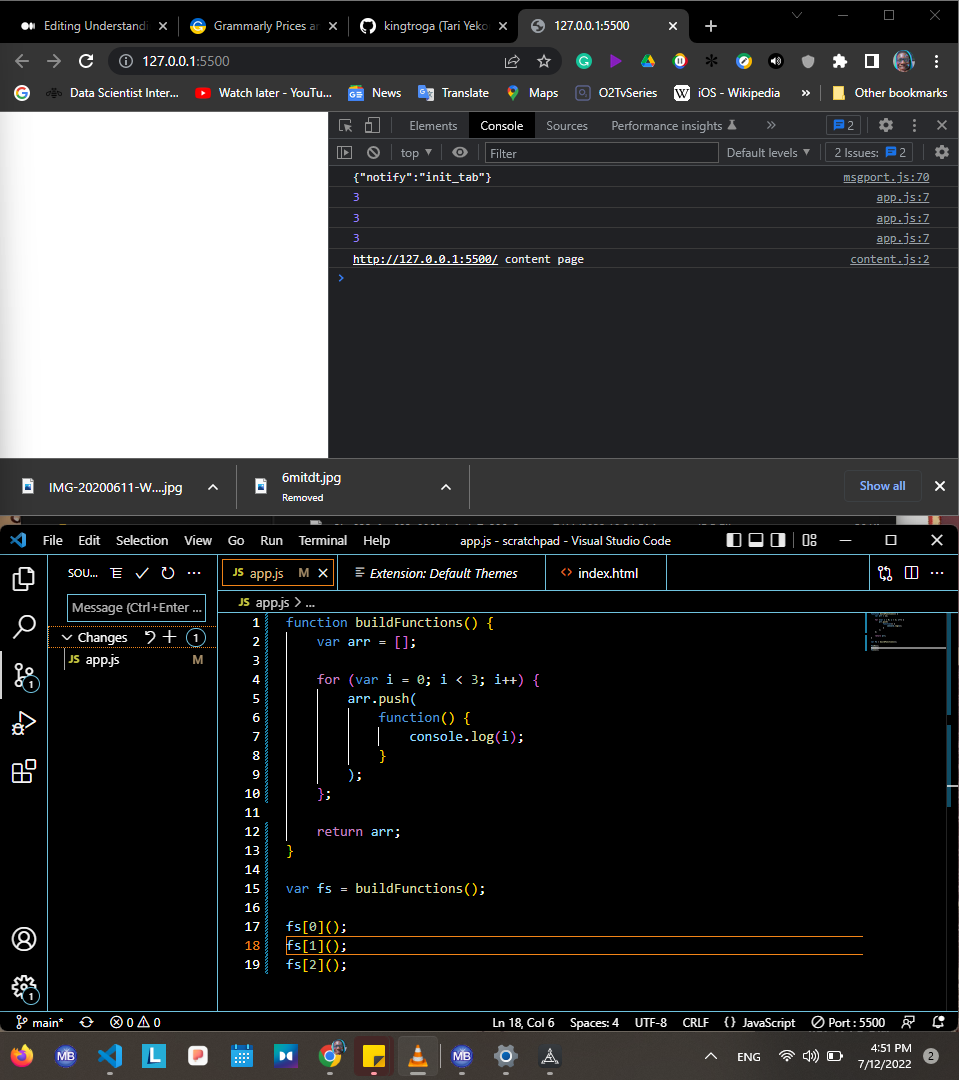 Editing Understandi
Grammarly Prices a
kingtroga (Tari Yeko
127.0.0.1:5500
127.0.0.1:5500
Data Scientist Inter...
Watch later - YouTu...
News
Translate
Maps
O2TvSeries
iOS - Wikipedia
»
Other bookmarks
Elements
Console
Sources
Performance insights
»
2
top
Filter
Default levels
2 Issues:
2
{"notify":"init_tab"}
msgport.js:70
3
app.js:7
3
app.js:7
3
app.js:7
http://127.0.0.1:5500/ content page
content.js:2
>
IMG-20200611-W....jpg
6mitdt.jpg
Removed
Show all
File
Edit
Selection
View
Go
Run
Terminal
Help
app.js - scratchpad - Visual Studio Code
SOU...
JS app.js
M
Extension: Default Themes
<> index.html
Message (Ctrl+Enter ...
JS app.js > ...
Changes
1
JS app.js
M
1
1
1 function buildFunctions() {
2 var arr = [];
3
4 for (var i = 0; i < 3; i++) {
5 arr.push(
6 function() {
7 console.log(i);
8 }
9 );
10 };
11
12 return arr;
13 }
14
15 var fs = buildFunctions();
16
17 fs[0]();
18 fs[1]();
19 fs[2]();
main*
0
0
Ln 18, Col 6
Spaces: 4
UTF-8
CRLF
{} JavaScript
Port : 5500
MB
L
MB
ENG
4:51 PM
7/12/2022
2